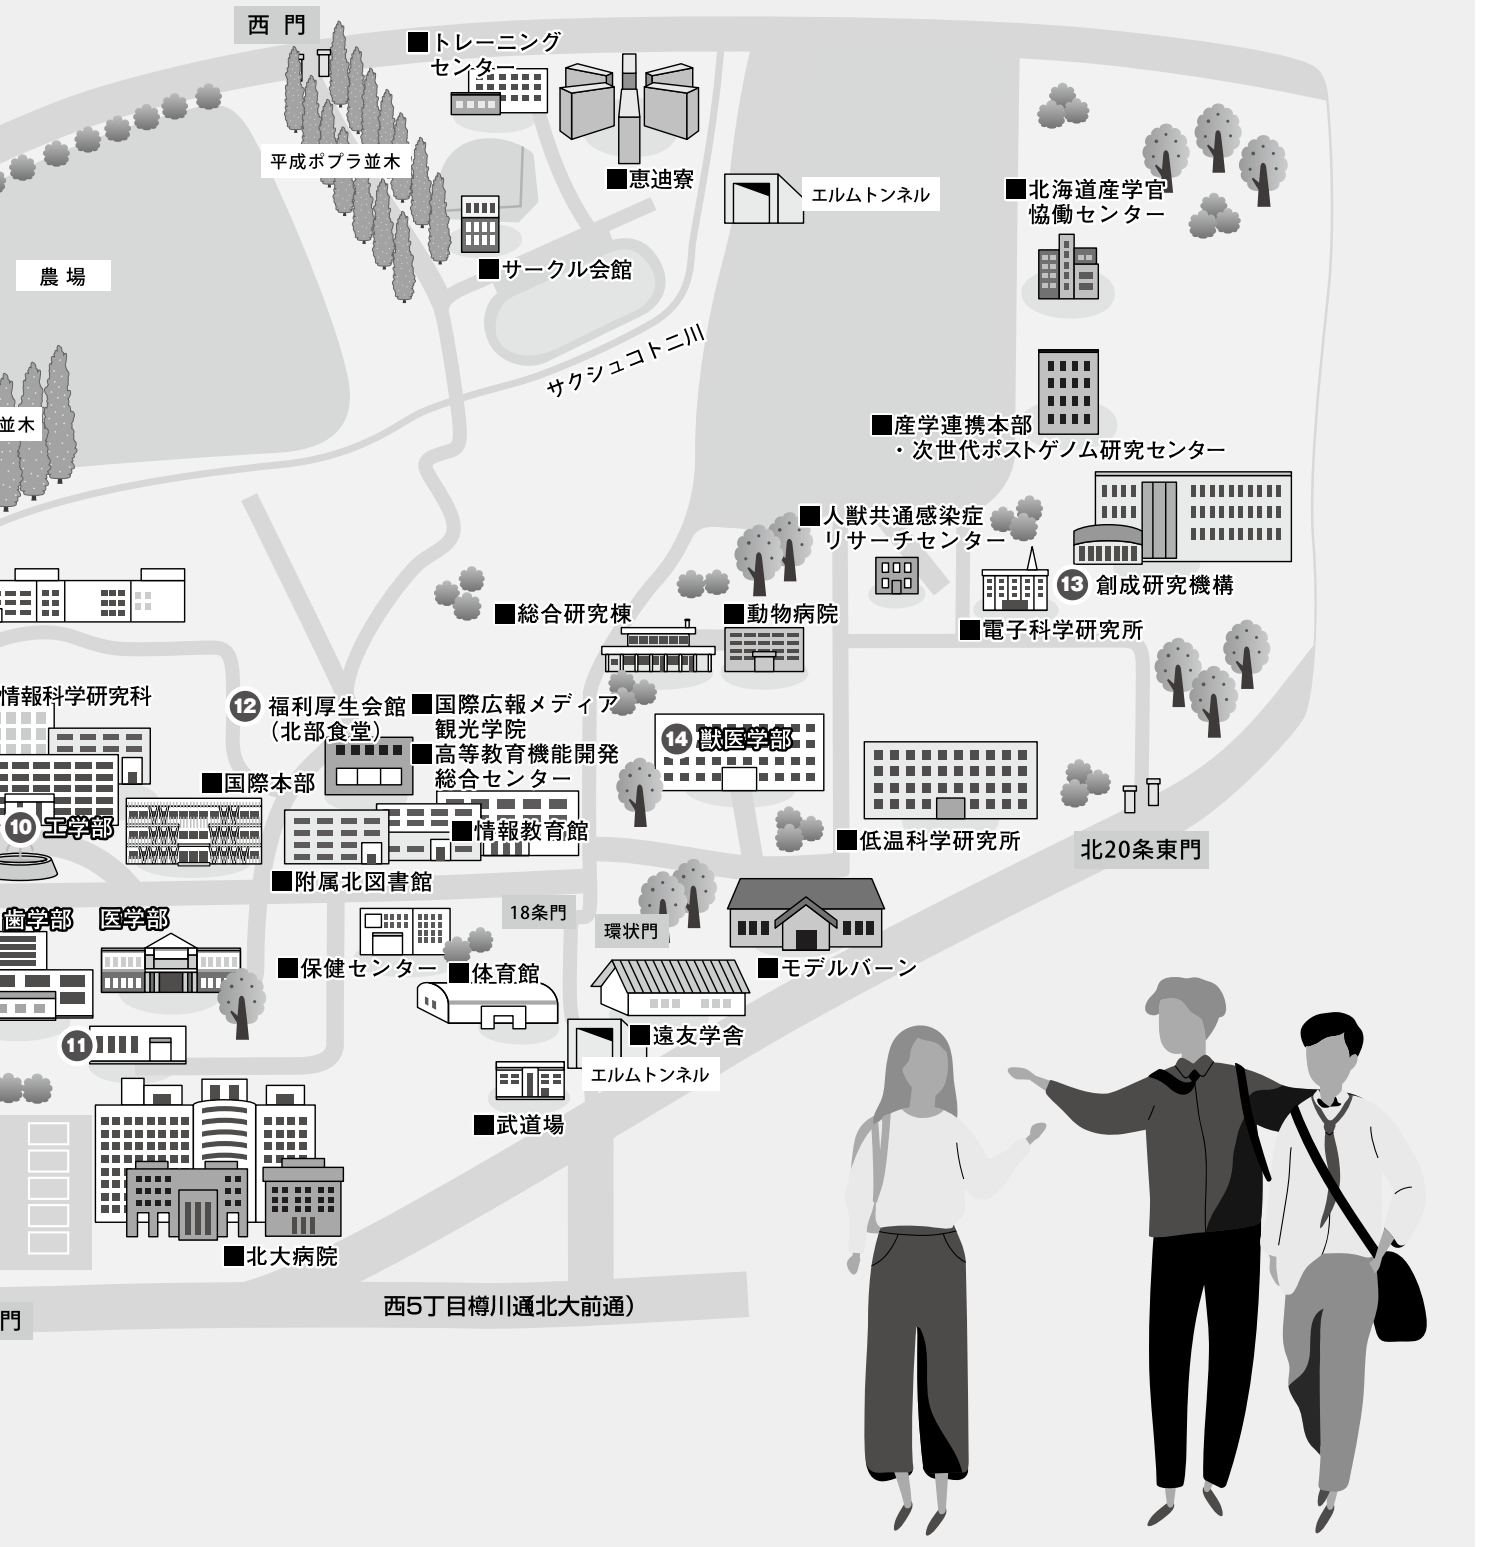 西 門
■トレーニング
センター
平成ポプラ並木
■恵迪寮
エルムトンネル
■北海道産学官
協働センター
農 場
■サークル会館
サクシュコトニ川
並木
■産学連携本部
・次世代ポストゲノム研究センター
■人獣共通感染症
リサーチセンター
13 創成研究機構
■総合研究棟
■動物病院
■電子科学研究所
情報科学研究科
12 福利厚生会館
（北部食堂）
■国際広報メディア
観光学院
■高等教育機能開発
総合センター
14 獣医学部
■国際本部
10 工学部
■情報教育館
■低温科学研究所
北20条東門
■附属北図書館
歯学部
医学部
18条門
環状門
■保健センター
■体育館
■モデルバーン
11
■遠友学舎
エルムトンネル
■武道場
■北大病院
西5丁目樽川通北大前通）
門